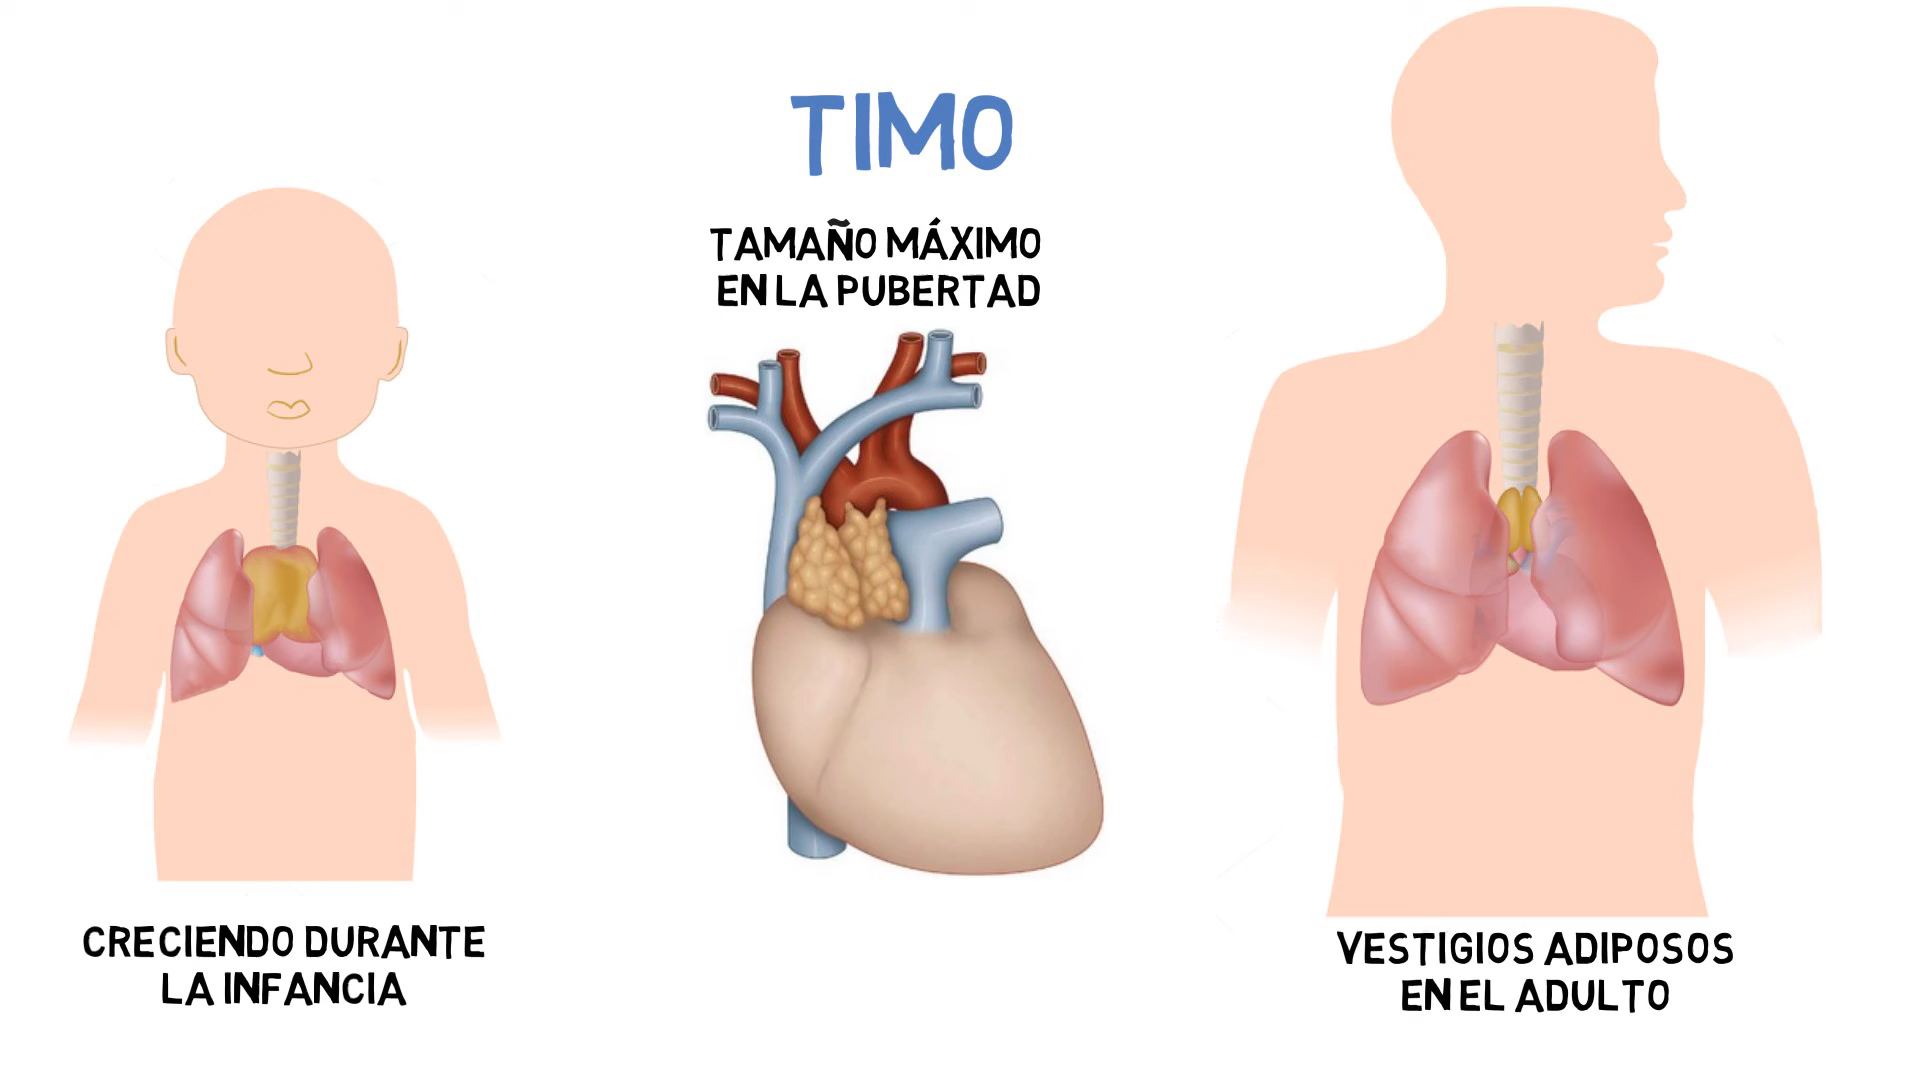 TIMO
TAMAÑO MÁXIMO
EN LA PUBERTAD
CRECIENDO DURANTE
LA INFANCIA
VESTIGIOS ADIPOSOS
EN EL ADULTO